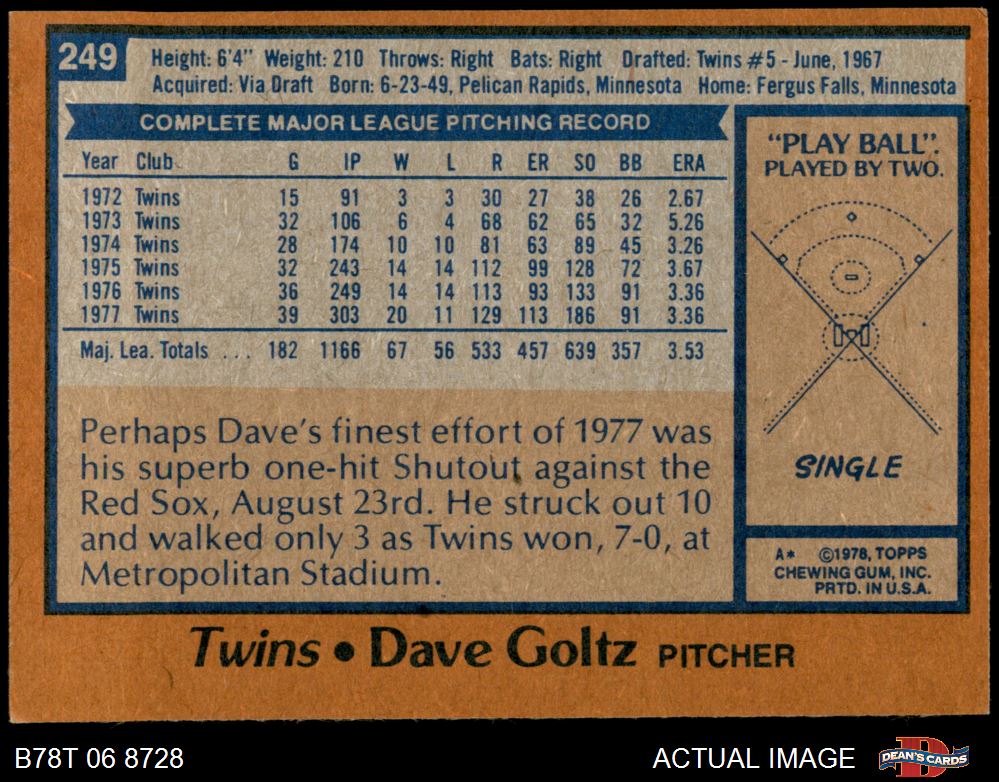 249
Height: 6'4" Weight: 210 Throws: Right Bats: Right Drafted: Twins #5 - June, 1967
Acquired: Via Draft Born: 6-23-49, Pelican Rapids, Minnesota Home: Fergus Falls, Minnesota
COMPLETE MAJOR LEAGUE PITCHING RECORD
Year Club G IP W L R ER SO BB ERA
1972 Twins 15 91 3 3 30 27 38 26 2.67
1973 Twins 32 106 6 4 68 62 65 32 5.26
1974 Twins 28 174 10 10 81 63 89 45 3.26
1975 Twins 32 243 14 14 112 99 128 72 3.67
1976 Twins 36 249 14 14 113 93 133 91 3.36
1977 Twins 39 303 20 11 129 113 186 91 3.36
Maj. Lea. Totals ... 182 1166 67 56 533 457 639 357 3.53
Perhaps Dave's finest effort of 1977 was
his superb one-hit Shutout against the
Red Sox, August 23rd. He struck out 10
and walked only 3 as Twins won, 7-0, at
Metropolitan Stadium.
"PLAY BALL".
PLAYED BY TWO.
SINGLE
A* ©1978, TOPPS
CHEWING GUM, INC.
PRTD. IN U.S.A.
Twins • Dave Goltz PITCHER
B78T 06 8728
ACTUAL IMAGE
DEAN'S CARDS